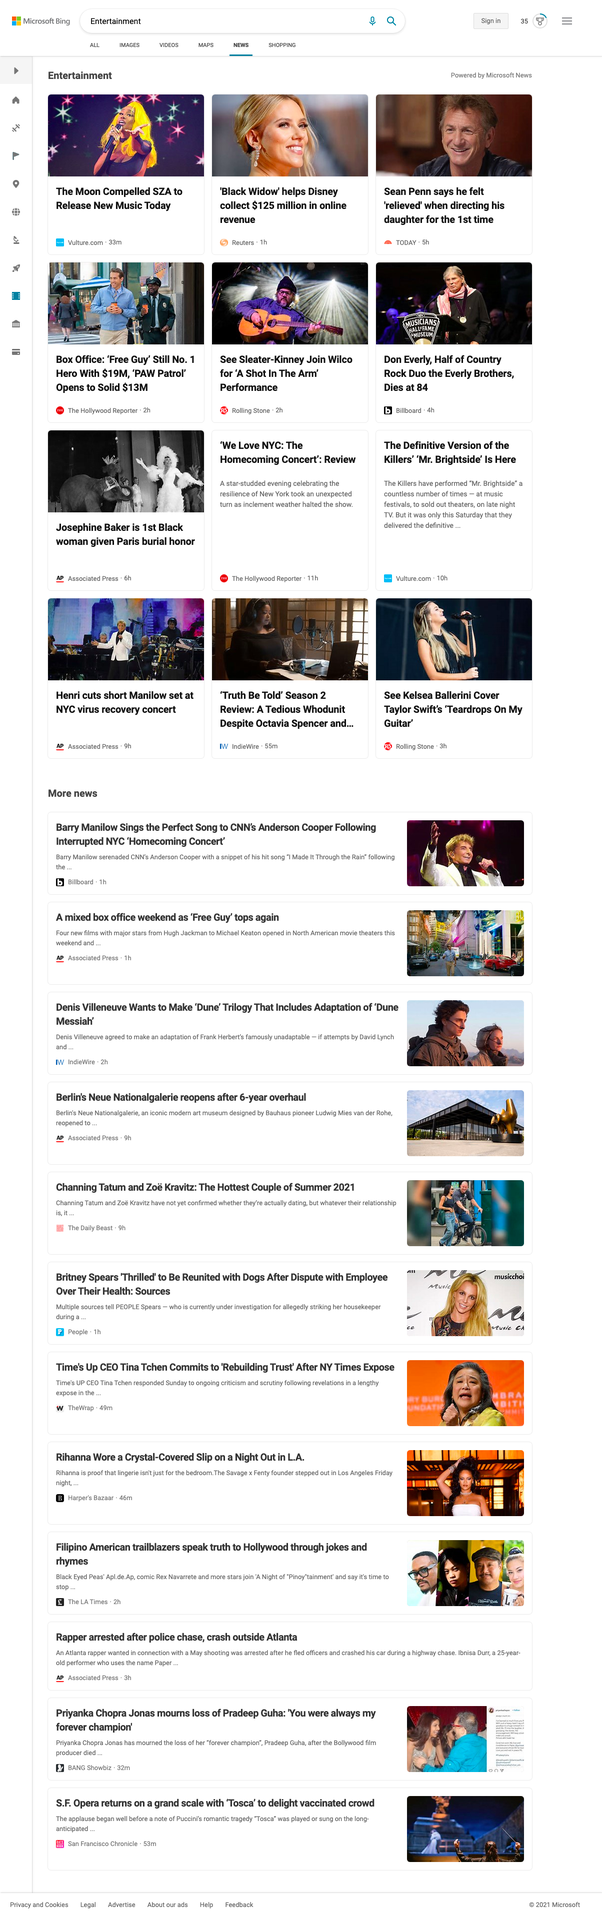 Microsoft Bing
Entertainment
Sign in
35
ALL IMAGES VIDEOS MAPS NEWS SHOPPING
Entertainment
Powered by Microsoft News
The Moon Compelled SZA to
Release New Music Today
Vulture.com · 33m
'Black Widow' helps Disney
collect $125 million in online
revenue
Reuters · 1h
Sean Penn says he felt
'relieved' when directing his
daughter for the 1st time
TODAY · 5h
Box Office: ‘Free Guy’ Still No. 1
Hero With $19M, ‘PAW Patrol’
Opens to Solid $13M
The Hollywood Reporter · 2h
See Sleater-Kinney Join Wilco
for ‘A Shot In The Arm’
Performance
Rolling Stone · 2h
MUSICIANS
HALL OF FAME
MUSEUM
Don Everly, Half of Country
Rock Duo the Everly Brothers,
Dies at 84
Billboard · 4h
Josephine Baker is 1st Black
woman given Paris burial honor
AP Associated Press · 6h
‘We Love NYC: The
Homecoming Concert’: Review
A star-studded evening celebrating the
resilience of New York took an unexpected
turn as inclement weather halted the show.
The Hollywood Reporter · 11h
The Definitive Version of the
Killers’ ‘Mr. Brightside’ Is Here
The Killers have performed “Mr. Brightside” a
countless number of times — at music
festivals, to sold out theaters, on late night
TV. But it was only this Saturday that they
delivered the definitive ...
Vulture.com · 10h
Henri cuts short Manilow set at
NYC virus recovery concert
AP Associated Press · 9h
‘Truth Be Told’ Season 2
Review: A Tedious Whodunit
Despite Octavia Spencer and…
IW IndieWire · 55m
See Kelsea Ballerini Cover
Taylor Swift’s ‘Teardrops On My
Guitar’
Rolling Stone · 3h
More news
Barry Manilow Sings the Perfect Song to CNN’s Anderson Cooper Following
Interrupted NYC ‘Homecoming Concert’
Barry Manilow serenaded CNN’s Anderson Cooper with a snippet of his hit song “I Made It Through the Rain” following
the ...
Billboard · 1h
A mixed box office weekend as ‘Free Guy’ tops again
Four new films with major stars from Hugh Jackman to Michael Keaton opened in North American movie theaters this
weekend and ...
AP Associated Press · 1h
Denis Villeneuve Wants to Make ‘Dune’ Trilogy That Includes Adaptation of ‘Dune
Messiah’
Denis Villeneuve agreed to make an adaptation of Frank Herbert’s famously unadaptable — if attempts by David Lynch
and ...
IW IndieWire · 2h
Berlin's Neue Nationalgalerie reopens after 6-year overhaul
Berlin’s Neue Nationalgalerie, an iconic modern art museum designed by Bauhaus pioneer Ludwig Mies van der Rohe,
reopened to ...
AP Associated Press · 9h
Channing Tatum and Zoë Kravitz: The Hottest Couple of Summer 2021
Channing Tatum and Zoë Kravitz have not yet confirmed whether they’re actually dating, but whatever their relationship
is, it ...
The Daily Beast · 9h
Britney Spears 'Thrilled' to Be Reunited with Dogs After Dispute with Employee
Over Their Health: Sources
Multiple sources tell PEOPLE Spears — who is currently under investigation for allegedly striking her housekeeper
during a ...
People · 1h
musiccho
Time's Up CEO Tina Tchen Commits to 'Rebuilding Trust' After NY Times Expose
Time’s UP CEO Tina Tchen responded Sunday to ongoing criticism and scrutiny following revelations in a lengthy
expose in the ...
TheWrap · 49m
Rihanna Wore a Crystal-Covered Slip on a Night Out in L.A.
Rihanna is proof that lingerie isn't just for the bedroom.The Savage x Fenty founder stepped out in Los Angeles Friday
night, ...
Harper's Bazaar · 46m
Filipino American trailblazers speak truth to Hollywood through jokes and
rhymes
Black Eyed Peas’ Apl.de.Ap, comic Rex Navarrete and more stars join ‘A Night of “Pinoy”tainment’ and say it's time to
stop ...
The LA Times · 2h
Rapper arrested after police chase, crash outside Atlanta
An Atlanta rapper wanted in connection with a May shooting was arrested after he fled officers and crashed his car during a highway chase. Ibnisa Durr, a 25-year-
old performer who uses the name Paper ...
AP Associated Press · 3h
Priyanka Chopra Jonas mourns loss of Pradeep Guha: 'You were always my
forever champion'
Priyanka Chopra Jonas has mourned the loss of her "forever champion", Pradeep Guha, after the Bollywood film
producer died ...
BANG Showbiz · 32m
S.F. Opera returns on a grand scale with ‘Tosca’ to delight vaccinated crowd
The applause began well before a note of Puccini’s romantic tragedy “Tosca” was played or sung on the long-
anticipated ...
San Francisco Chronicle · 53m
Privacy and Cookies Legal Advertise About our ads Help Feedback
© 2021 Microsoft